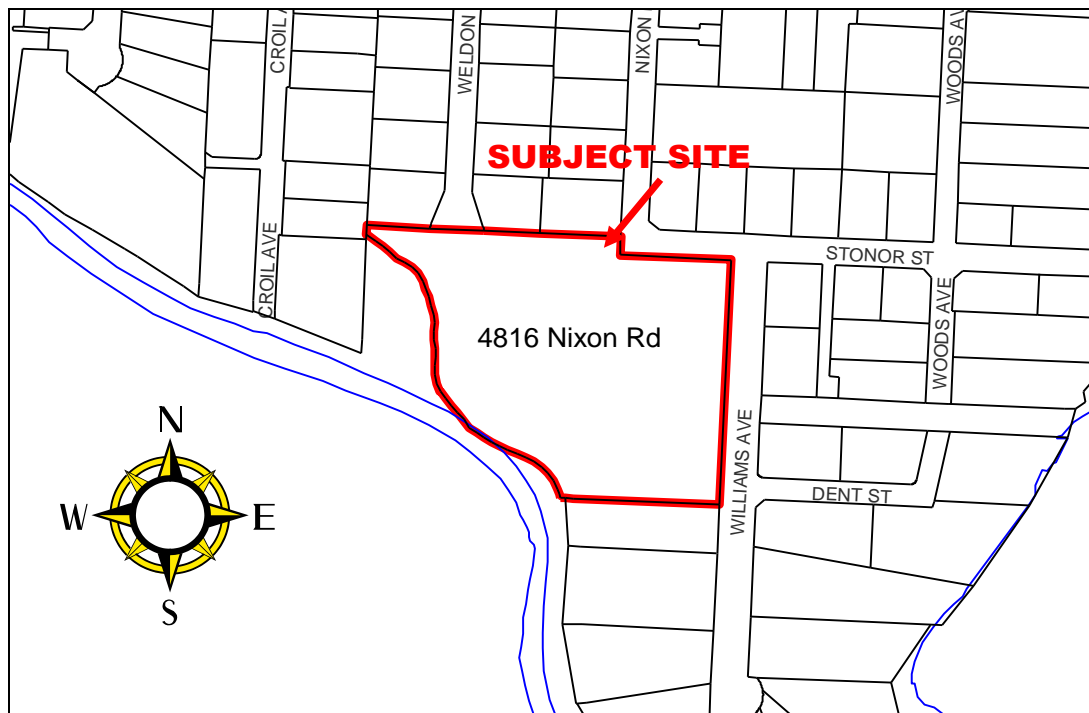 CROIL A
WELDON
NIXON
WOODS AV
SUBJECT SITE
CROIL AVE
STONOR ST
WOODS AVE
4816 Nixon Rd
WILLIAMS AVE
DENT ST
N
W
E
S